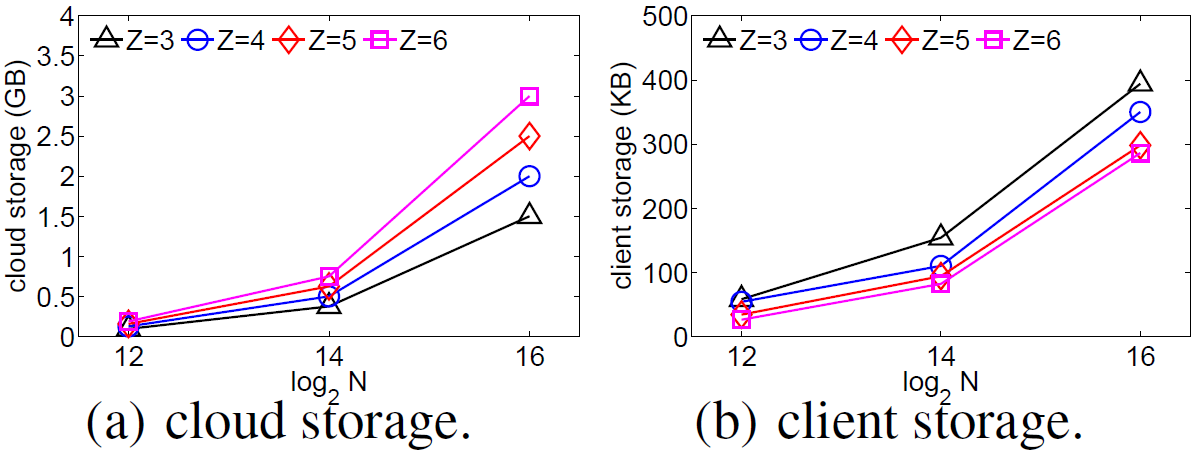 4
3.5
3
2.5
2
1.5
1
0.5
0
cloud storage (GB)
Z=3 Z=4 Z=5 Z=6
12 14 16
log2 N
(a) cloud storage.
500
400
300
200
100
0
client storage (KB)
Z=3 Z=4 Z=5 Z=6
12 14 16
log2 N
(b) client storage.